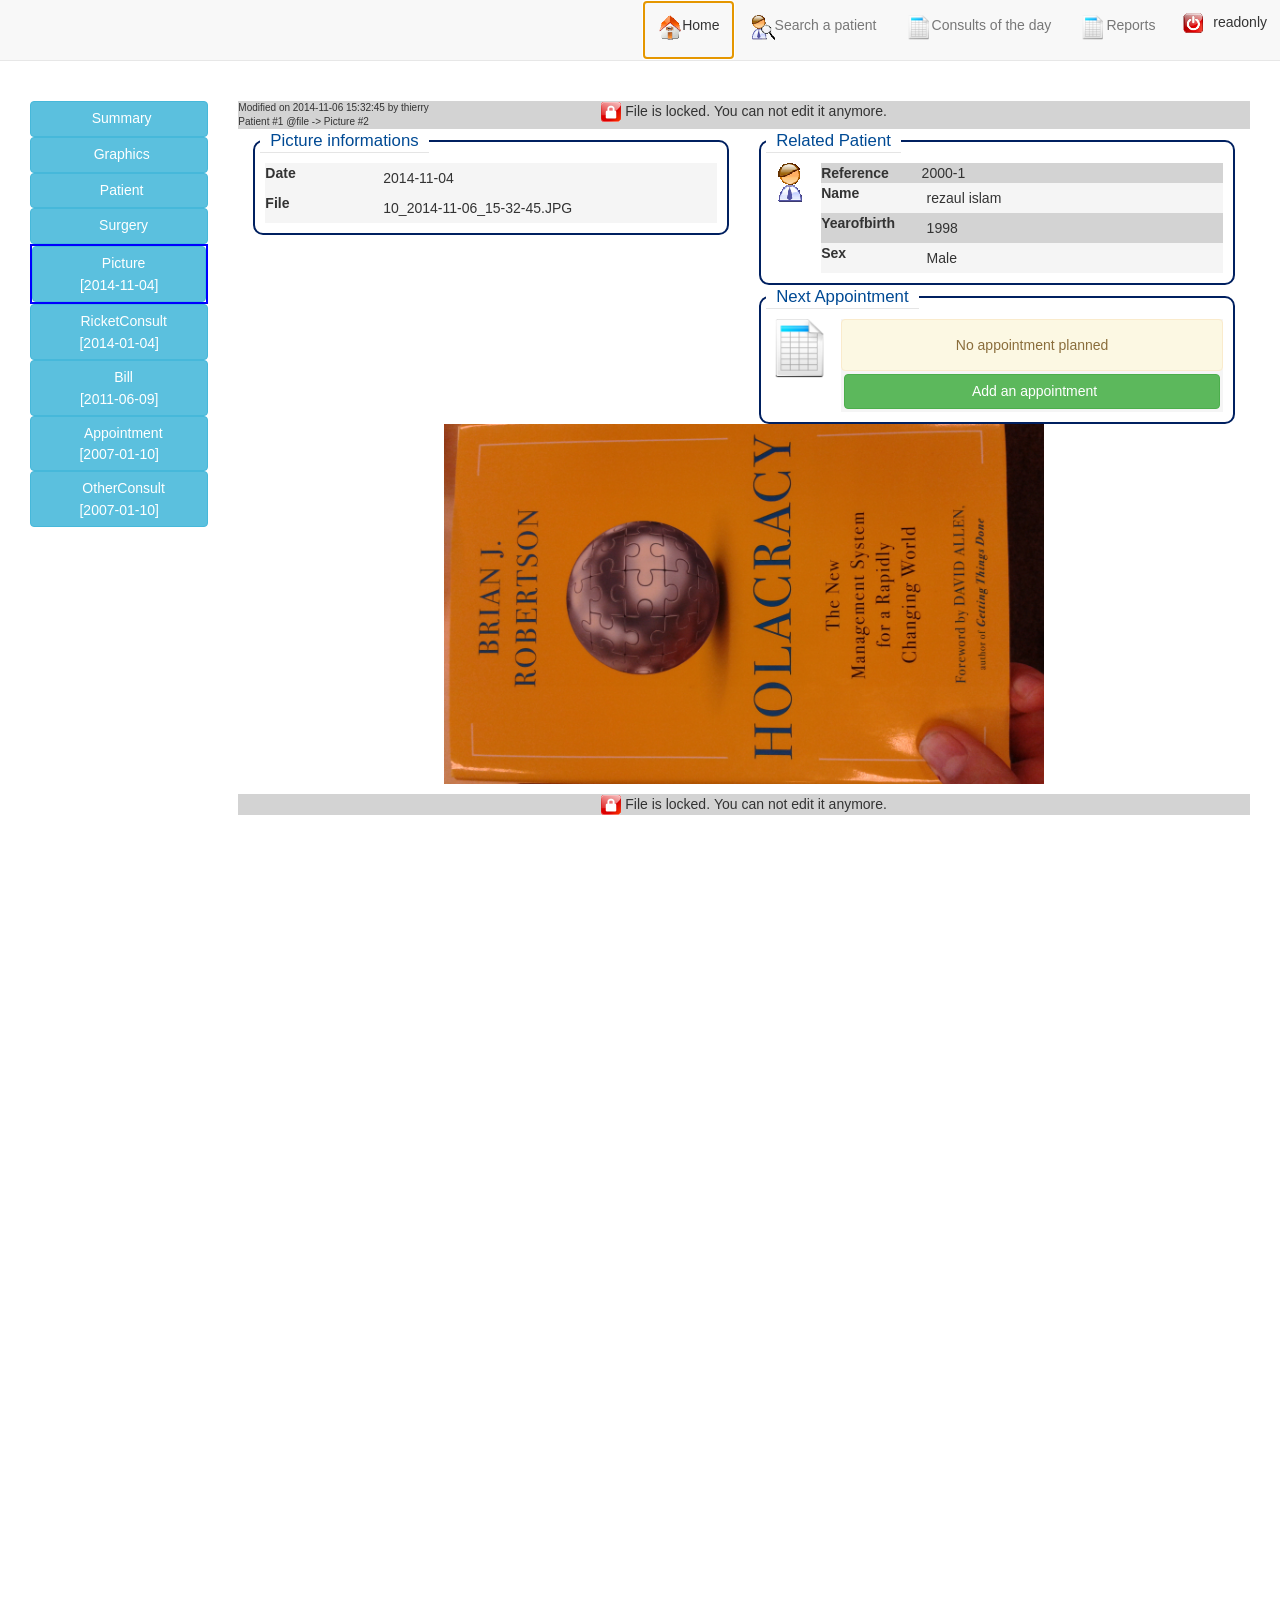 Home
Search a patient
Consults of the day
Reports
readonly
Summary
Graphics
Patient
Surgery
Picture
[2014-11-04]
RicketConsult
[2014-01-04]
Bill
[2011-06-09]
Appointment
[2007-01-10]
OtherConsult
[2007-01-10]
Modified on 2014-11-06 15:32:45 by thierry
Patient #1 @file -> Picture #2
File is locked. You can not edit it anymore.
Picture informations
Date 2014-11-04
File 10_2014-11-06_15-32-45.JPG
Related Patient
Reference 2000-1
Name rezaul islam
Yearofbirth 1998
Sex Male
Next Appointment
No appointment planned
Add an appointment
BRIAN J.
ROBERTSON
HOLACRACY
The New
Management System
for a Rapidly
Changing World
Foreword by DAVID ALLEN,
author of Getting Things Done
File is locked. You can not edit it anymore.